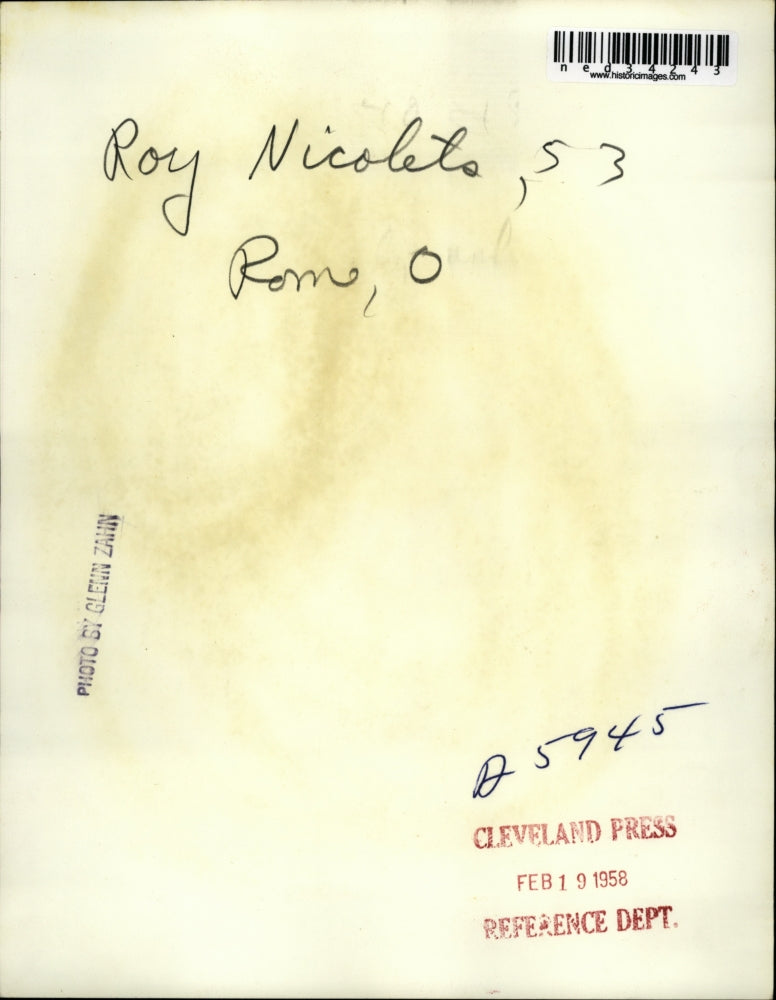 ned34243
www.historicimages.com
Roy Nicoleto, 53
Rome, O
PHOTO BY GLENN ZAHN
A 5945
CLEVELAND PRESS
FEB 19 1958
REFERENCE DEPT.